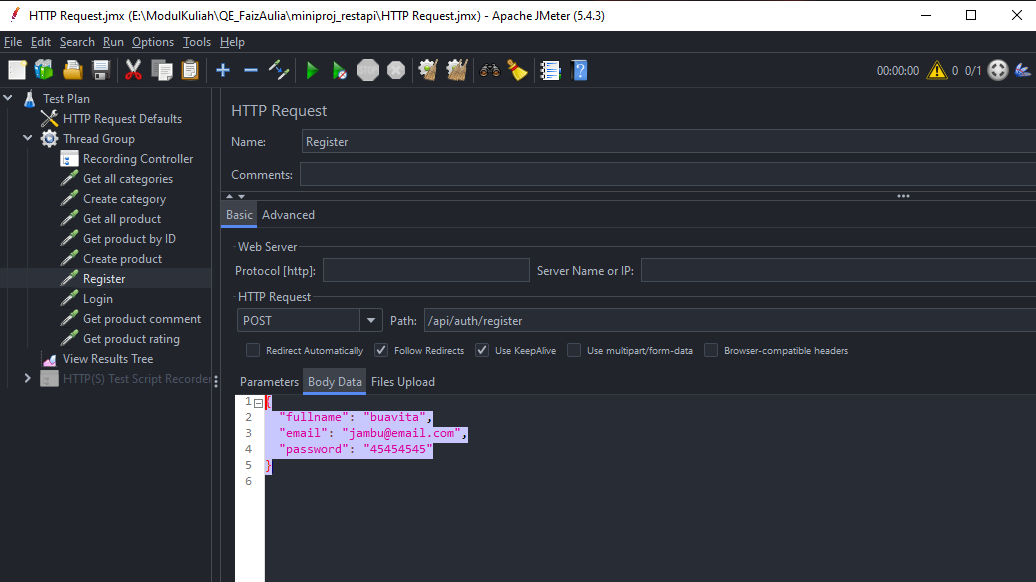 HTTP Request.jmx (E:\ModulKuliah\QE_FaizAulia\miniproj_restapi\HTTP Request.jmx) - Apache JMeter (5.4.3)
File Edit Search Run Options Tools Help
STOP
00:00:00 0 0/1
Test Plan
HTTP Request Defaults
Thread Group
Recording Controller
Get all categories
Create category
Get all product
Get product by ID
Create product
Register
Login
Get product comment
Get product rating
View Results Tree
HTTP(S) Test Script Recorder
HTTP Request
Name: Register
Comments:
Basic Advanced
Web Server
Protocol [http]: Server Name or IP:
HTTP Request
POST Path: /api/auth/register
Redirect Automatically Follow Redirects Use KeepAlive Use multipart/form-data Browser-compatible headers
Parameters Body Data Files Upload
1 {
2 "fullname": "buavita",
3 "email": "jambu@email.com",
4 "password": "45454545"
5 }
6